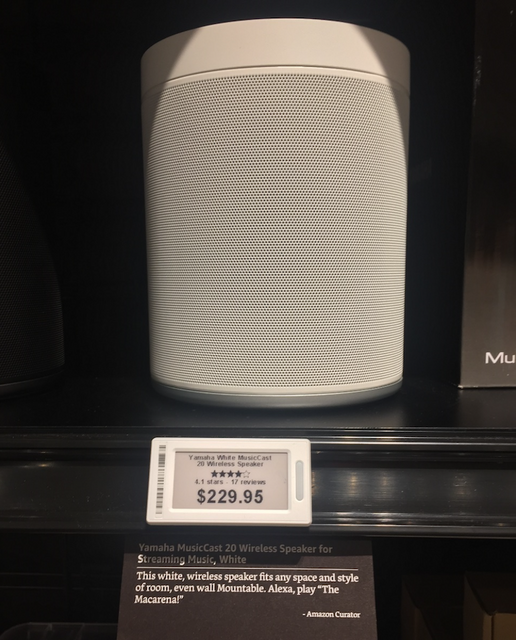 Mu
Yamaha White MusicCast
20 Wireless Speaker
4.1 stars 17 reviews
$229.95
Yamaha MusicCast 20 Wireless Speaker for
Streaming Music, White
This white, wireless speaker fits any space and style
of room, even wall Mountable. Alexa, play "The
Macarena!"
- Amazon Curator